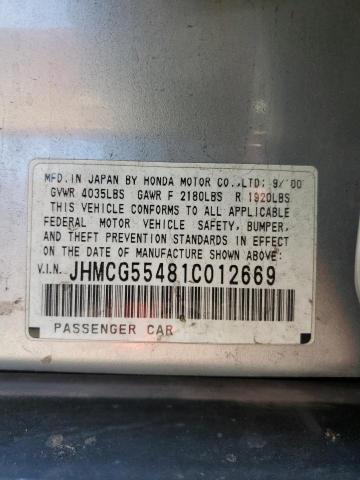 MFD.IN JAPAN BY HONDA MOTOR CO.,LTD: 9/00
GVWR 4035LBS GAWR F 2180LBS R 1920LBS
THIS VEHICLE CONFORMS TO ALL APPLICABLE
FEDERAL MOTOR VEHICLE SAFETY, BUMPER,
AND THEFT PREVENTION STANDARDS IN EFFECT
ON THE DATE OF MANUFACTURE SHOWN ABOVE:
V.I.N. JHMCG55481C012669
PASSENGER CAR